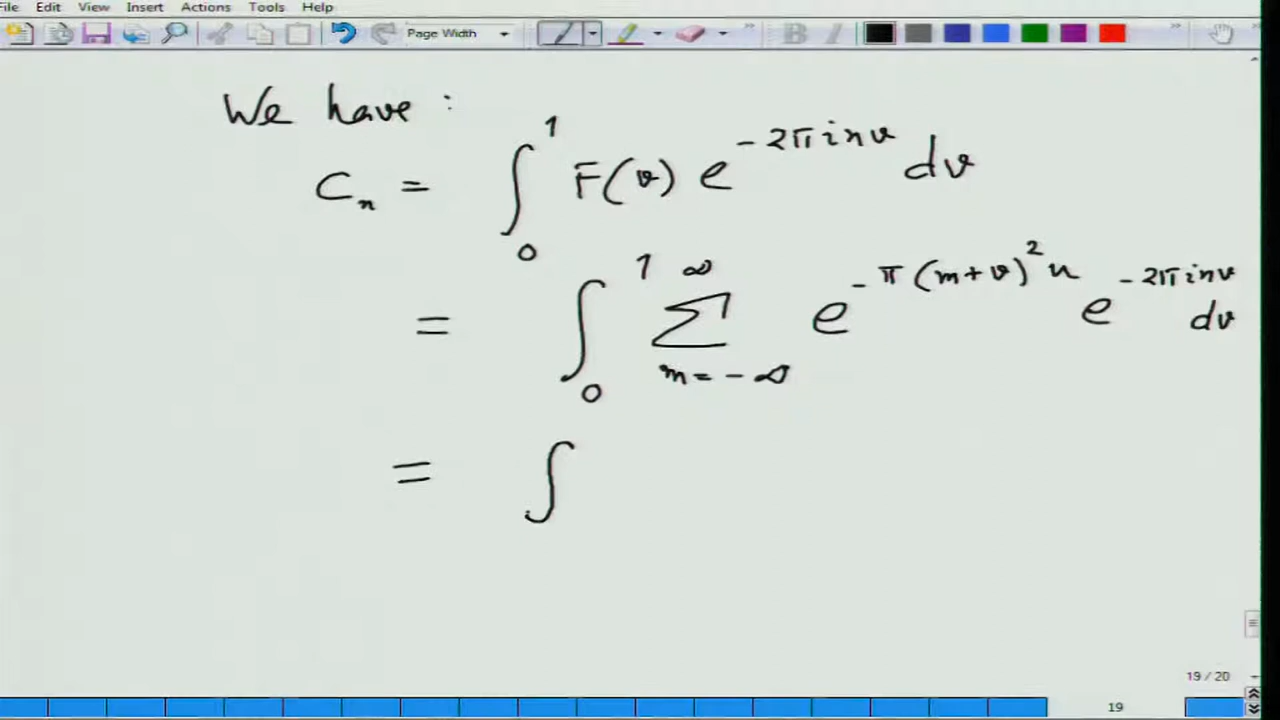 File Edit View Insert Actions Tools Help
Page Width
We have :
C_n = ∫_0^1 F(v) e^{-2πinv} dv
= ∫_0^1 ∑_{m=-∞}^{∞} e^{-π(m+v)^2 u} e^{-2πinv} dv
= ∫
19 / 20
19